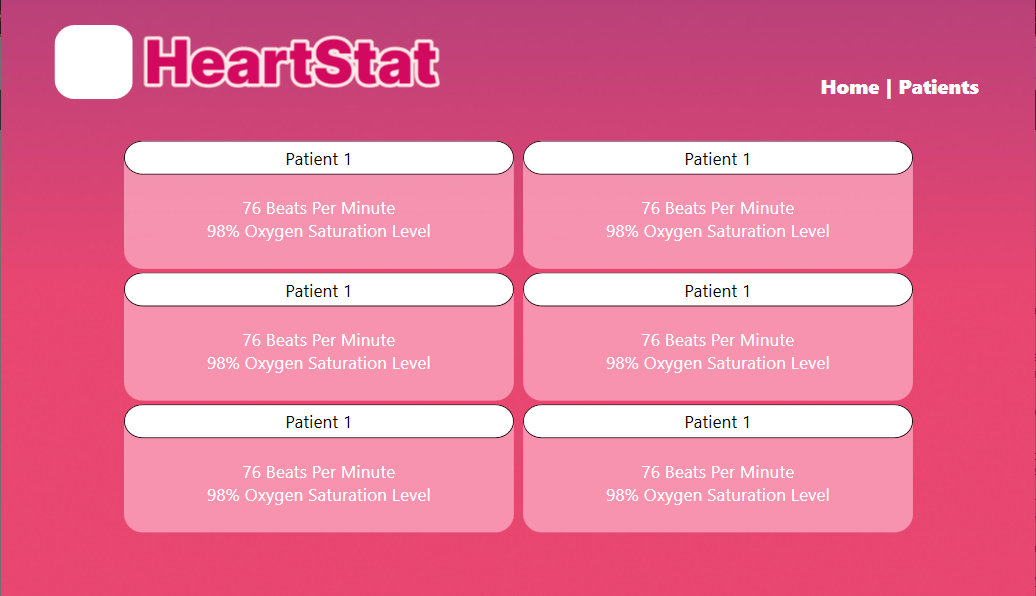 HeartStat
Home | Patients
Patient 1
76 Beats Per Minute
98% Oxygen Saturation Level
Patient 1
76 Beats Per Minute
98% Oxygen Saturation Level
Patient 1
76 Beats Per Minute
98% Oxygen Saturation Level
Patient 1
76 Beats Per Minute
98% Oxygen Saturation Level
Patient 1
76 Beats Per Minute
98% Oxygen Saturation Level
Patient 1
76 Beats Per Minute
98% Oxygen Saturation Level